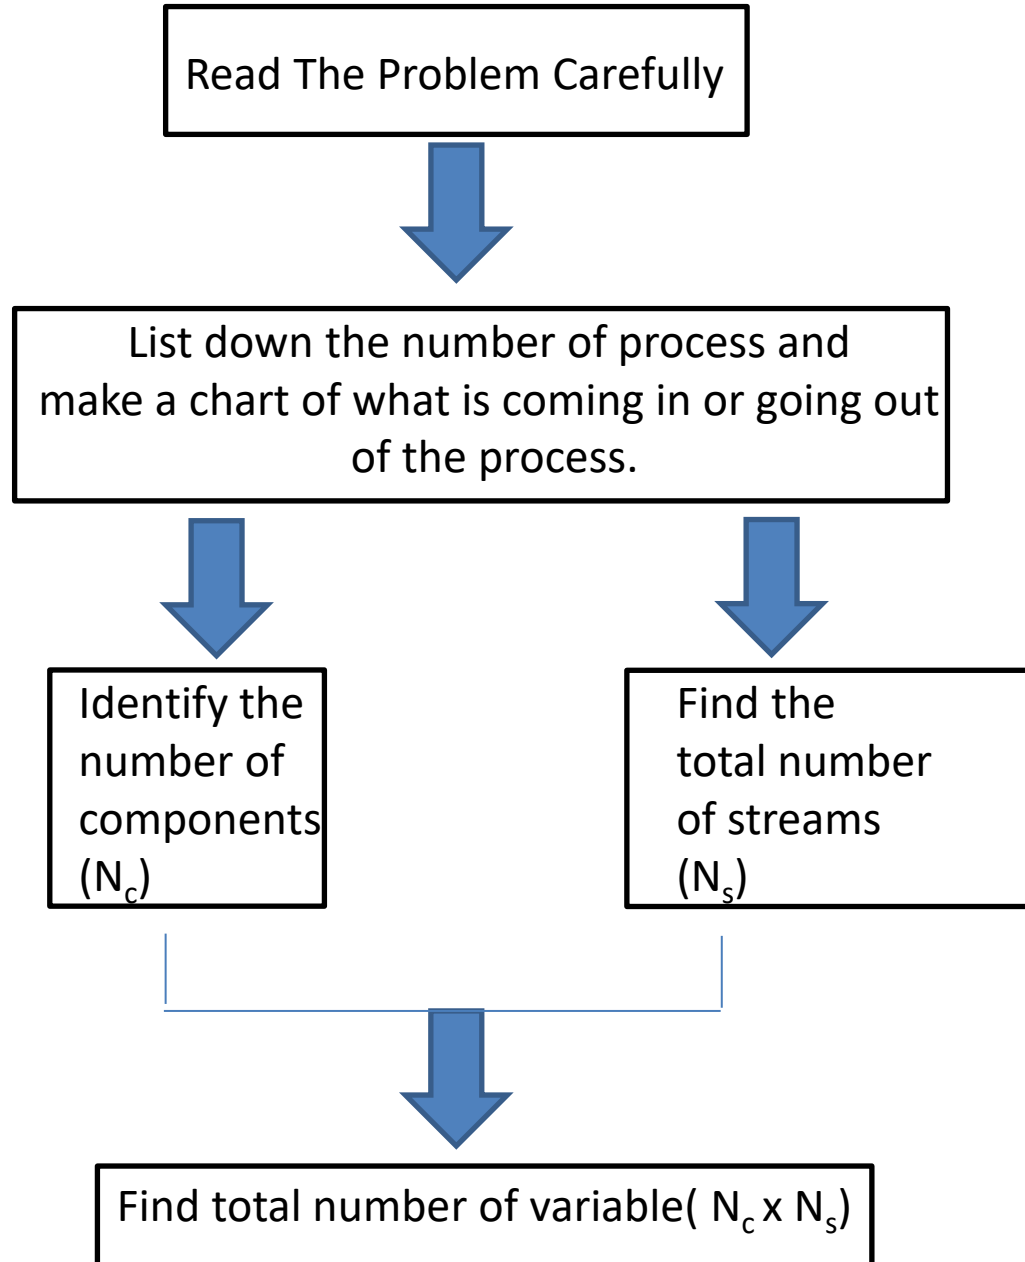 Read The Problem Carefully
List down the number of process and
make a chart of what is coming in or going out
of the process.
Identify the
number of
components
(Nc)
Find the
total number
of streams
(Ns)
Find total number of variable( Nc x Ns)